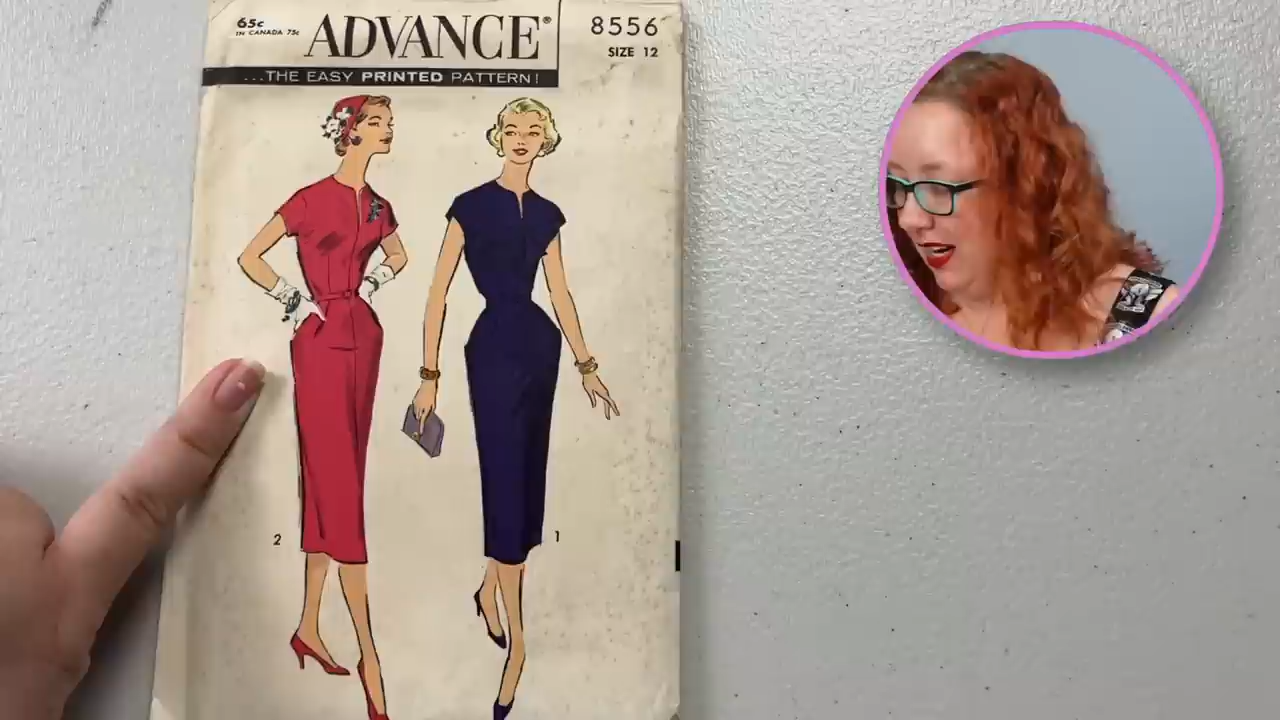 65c
IN CANADA 75c
ADVANCE®
8556
SIZE 12
...THE EASY PRINTED PATTERN!
2
1